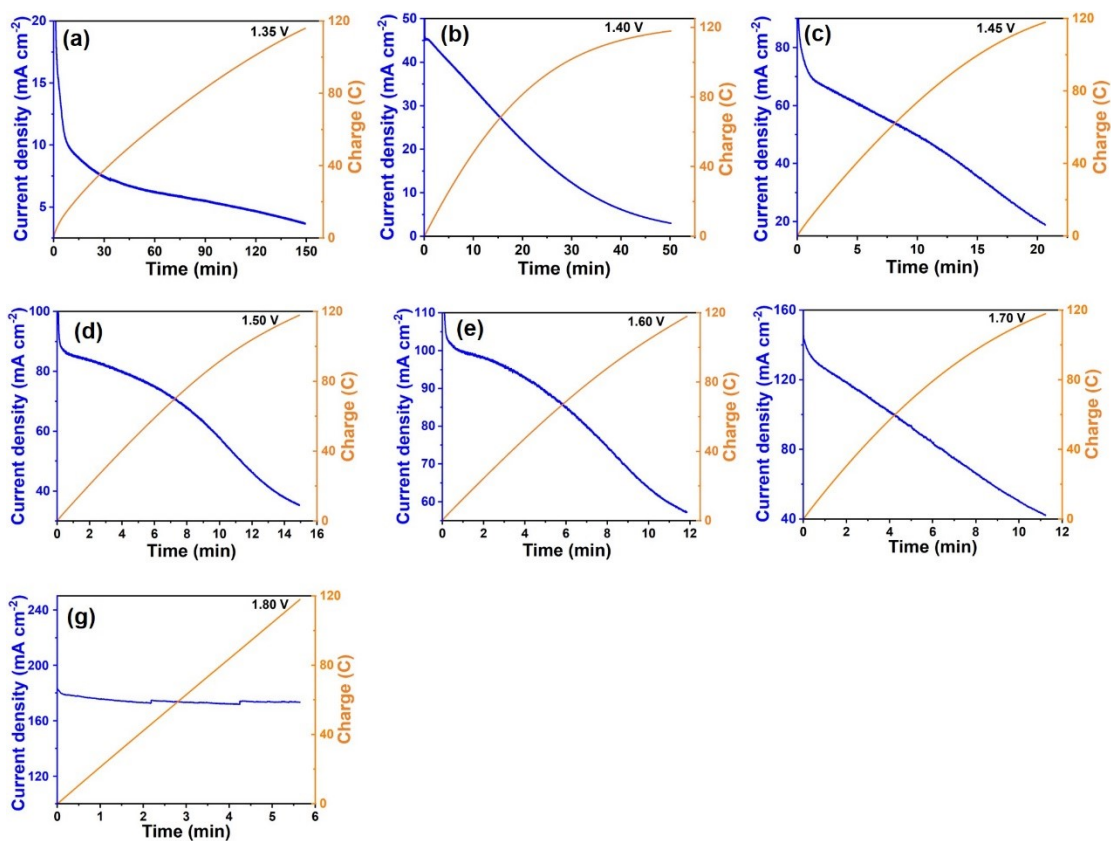 (a)
1.35 V
Current density (mA cm-2)
20
15
10
5
Charge (C)
120
80
40
0
0 30 60 90 120 150
Time (min)
(b)
1.40 V
Current density (mA cm-2)
50
40
30
20
10
0
Charge (C)
120
80
40
0
0 10 20 30 40 50
Time (min)
(c)
1.45 V
Current density (mA cm-2)
80
60
40
20
Charge (C)
120
80
40
0
0 5 10 15 20
Time (min)
(d)
1.50 V
Current density (mA cm-2)
100
80
60
40
Charge (C)
120
80
40
0
0 2 4 6 8 10 12 14 16
Time (min)
(e)
1.60 V
Current density (mA cm-2)
110
100
90
80
70
60
Charge (C)
120
80
40
0
0 2 4 6 8 10 12
Time (min)
1.70 V
Current density (mA cm-2)
160
120
80
40
Charge (C)
120
80
40
0
0 2 4 6 8 10 12
Time (min)
(g)
1.80 V
Current density (mA cm-2)
240
200
180
160
100
Charge (C)
120
80
40
0
0 1 2 3 4 5 6
Time (min)